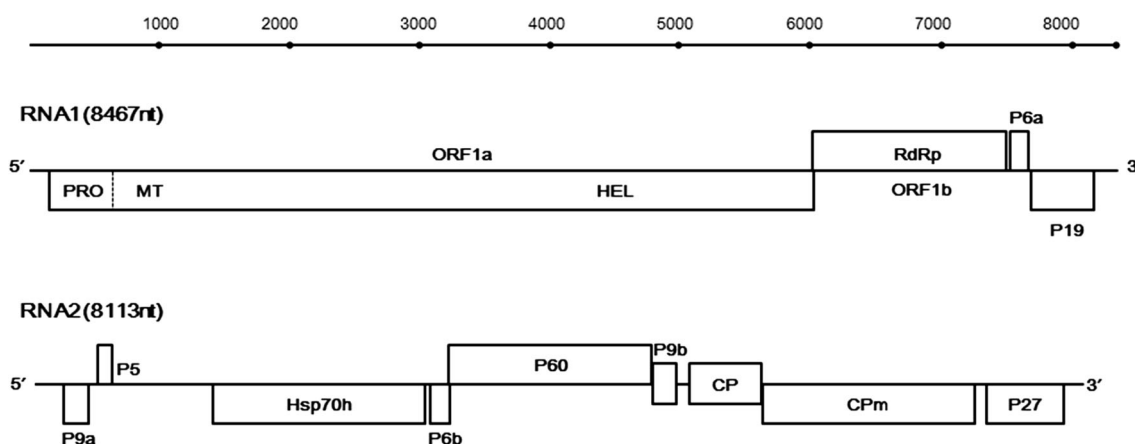 1000 2000 3000 4000 5000 6000 7000 8000
RNA1(8467nt)
P6a
5′ ORF1a RdRp 3
PRO MT HEL ORF1b
P19
RNA2(8113nt)
P5 P60 P9b
5′ CP 3′
Hsp70h CPm P27
P9a P6b